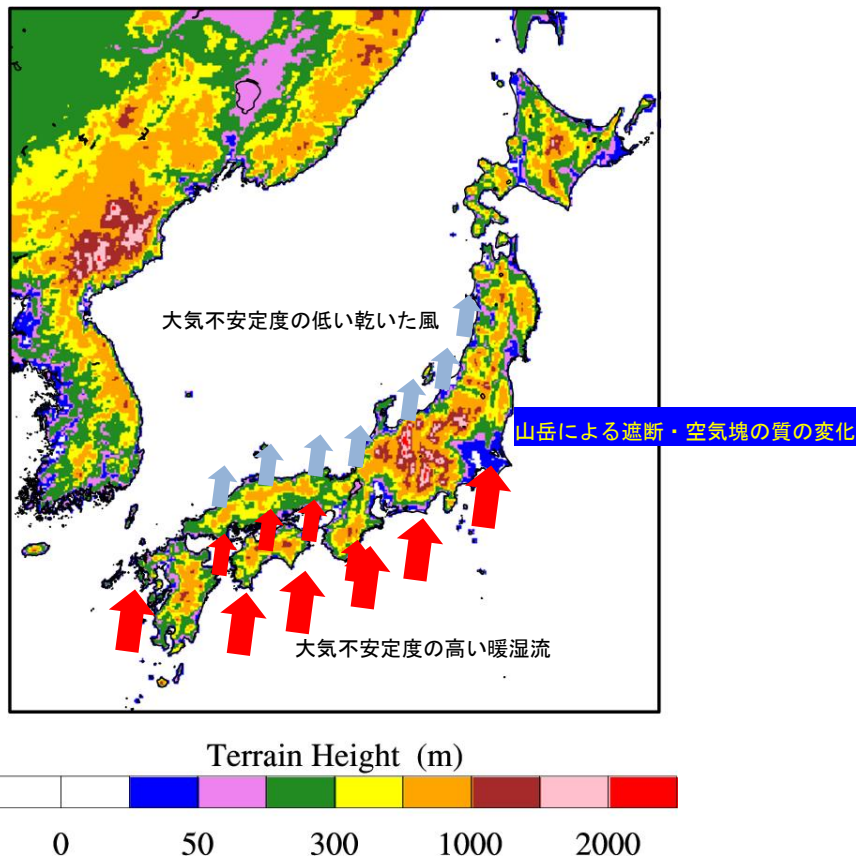 大気不安定度の低い乾いた風
山岳による遮断・空気塊の質の変化
大気不安定度の高い暖湿流
Terrain Height (m)
0 50 300 1000 2000